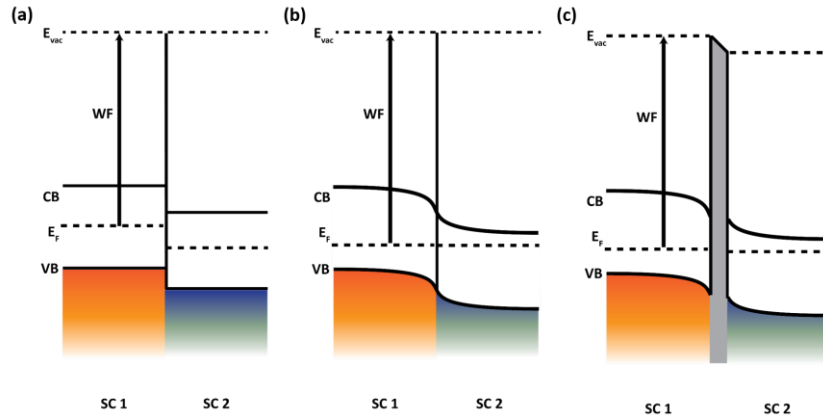 (a)
E_vac
WF
CB
E_F
VB
SC 1
SC 2
(b)
E_vac
WF
CB
E_F
VB
SC 1
SC 2
(c)
E_vac
WF
CB
E_F
VB
SC 1
SC 2